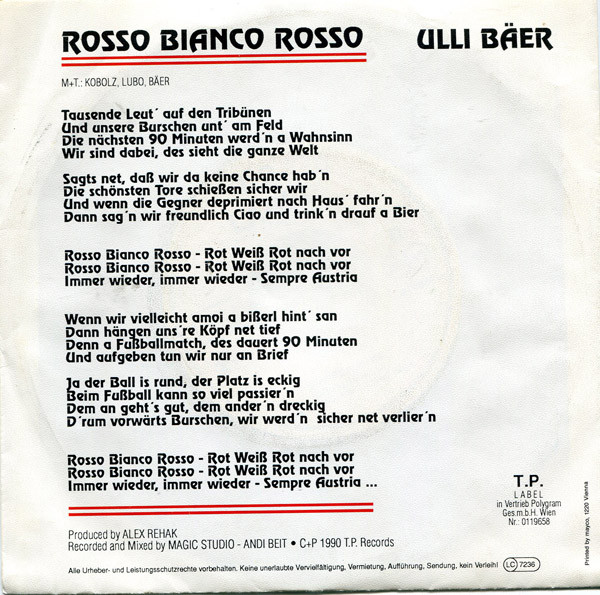 ROSSO BIANCO ROSSO ULLI BÄER
M+T.: KOBOLZ, LUBO, BÄER
Tausende Leut´ auf den Tribünen
Und unsere Burschen unt´ am Feld
Die nächsten 90 Minuten werd´n a Wahnsinn
Wir sind dabei, des sieht die ganze Welt
Sagts net, daß wir da keine Chance hab´n
Die schönsten Tore schießen sicher wir
Und wenn die Gegner deprimiert nach Haus´ fahr´n
Dann sag´n wir freundlich Ciao und trink´n drauf a Bier
Rosso Bianco Rosso - Rot Weiß Rot nach vor
Rosso Bianco Rosso - Rot Weiß Rot nach vor
Immer wieder, immer wieder - Sempre Austria
Wenn wir vielleicht amoi a bißerl hint´ san
Dann hängen uns´re Köpf net tief
Denn a Fußballmatch, des dauert 90 Minuten
Und aufgeben tun wir nur an Brief
Ja der Ball is rund, der Platz is eckig
Beim Fußball kann so viel passier´n
Dem an geht´s gut, dem ander´n dreckig
D´rum vorwärts Burschen, wir werd´n sicher net verlier´n
Rosso Bianco Rosso - Rot Weiß Rot nach vor
Rosso Bianco Rosso - Rot Weiß Rot nach vor
Immer wieder, immer wieder - Sempre Austria ...
T.P.
LABEL
in Vertrieb Polygram
Ges.m.b.H. Wien
Nr.: 0119658
Produced by ALEX REHAK
Recorded and Mixed by MAGIC STUDIO - ANDI BEIT • C+P 1990 T.P. Records
Alle Urheber- und Leistungsschutzrechte vorbehalten. Keine unerlaubte Vervielfältigung, Vermietung, Aufführung, Sendung, kein Verleih! LC 7236
Printed by mayco, 1220 Vienna